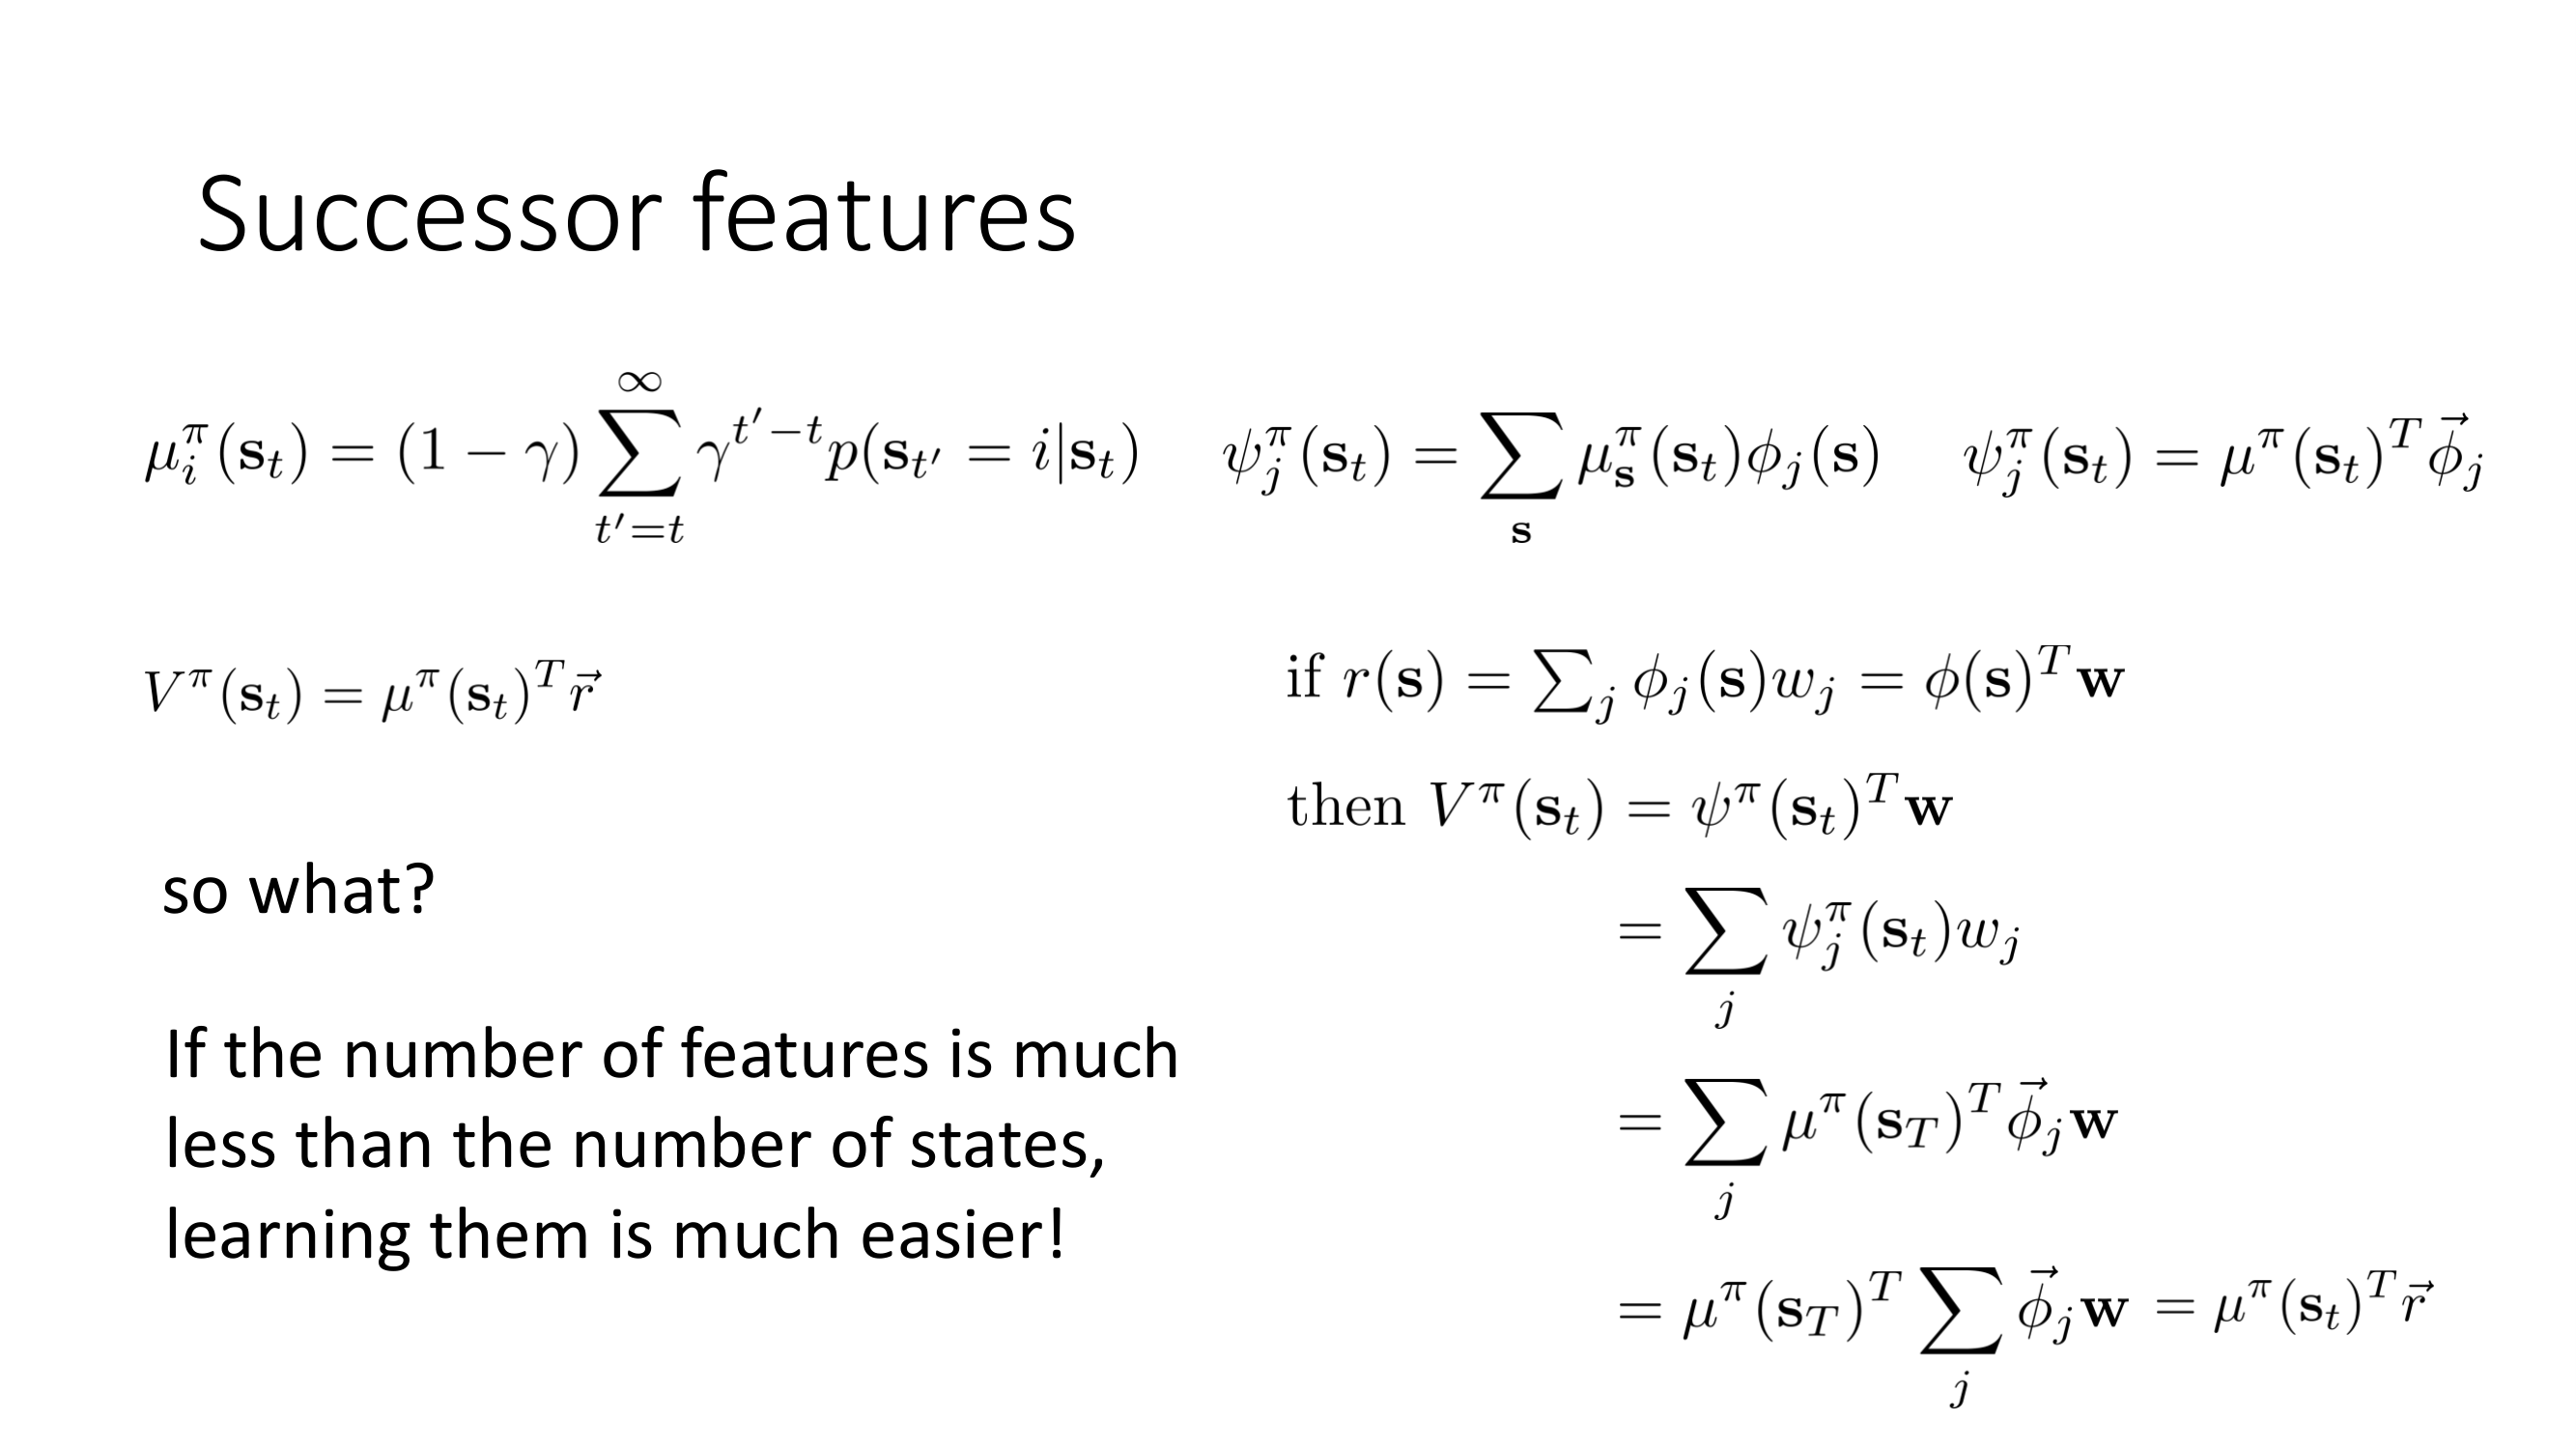 Successor features
$\mu_i^\pi(\mathbf{s}_t) = (1 - \gamma) \sum_{t'=t}^{\infty} \gamma^{t'-t} p(\mathbf{s}_{t'} = i | \mathbf{s}_t)$
$V^\pi(\mathbf{s}_t) = \mu^\pi(\mathbf{s}_t)^T \vec{r}$
so what?
If the number of features is much
less than the number of states,
learning them is much easier!
$\psi_j^\pi(\mathbf{s}_t) = \sum_{\mathbf{s}} \mu_{\mathbf{s}}^\pi(\mathbf{s}_t) \phi_j(\mathbf{s})$ $\psi_j^\pi(\mathbf{s}_t) = \mu^\pi(\mathbf{s}_t)^T \vec{\phi}_j$
if $r(\mathbf{s}) = \sum_j \phi_j(\mathbf{s}) w_j = \phi(\mathbf{s})^T \mathbf{w}$
then $V^\pi(\mathbf{s}_t) = \psi^\pi(\mathbf{s}_t)^T \mathbf{w}$
$= \sum_j \psi_j^\pi(\mathbf{s}_t) w_j$
$= \sum_j \mu^\pi(\mathbf{s}_T)^T \vec{\phi}_j \mathbf{w}$
$= \mu^\pi(\mathbf{s}_T)^T \sum_j \vec{\phi}_j \mathbf{w} = \mu^\pi(\mathbf{s}_t)^T \vec{r}$